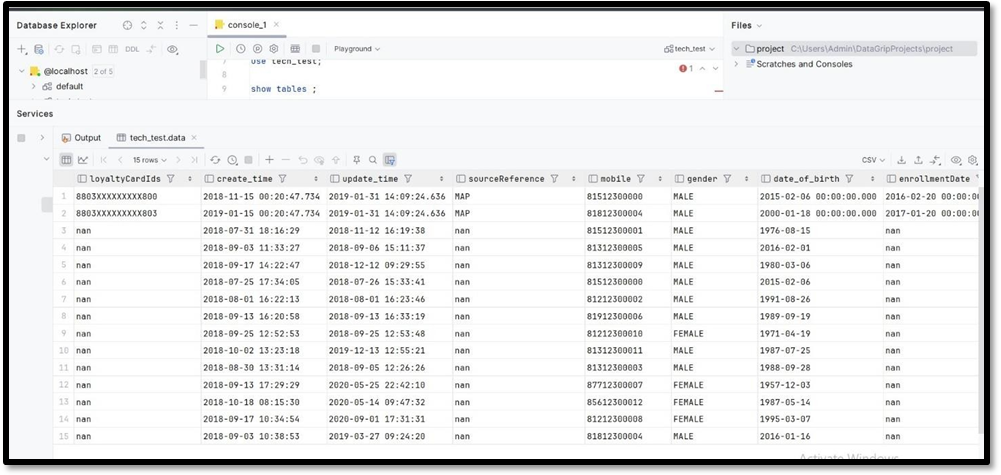 Database Explorer
console_1
Files
DDL
Playground
tech_test
project C:\Users\Admin\DataGripProjects\project
@localhost 2 of 5
7 use tech_test;
1
Scratches and Consoles
default
8
9 show tables ;
Services
Output tech_test.data
15 rows
CSV
loyaltyCardIds create_time update_time sourceReference mobile gender date_of_birth enrollmentDate
1 8803XXXXXXXXX800 2018-11-15 00:20:47.734 2019-01-31 14:09:24.636 MAP 81512300000 MALE 2015-02-06 00:00:00.000 2016-02-20 00:00:00
2 8803XXXXXXXXX803 2019-01-15 00:20:47.734 2019-01-31 14:09:24.636 MAP 81812300004 MALE 2000-01-18 00:00:00.000 2017-01-20 00:00:00
3 nan 2018-07-31 18:16:29 2018-11-12 16:19:38 nan 81512300001 MALE 1976-08-15 nan
4 nan 2018-09-03 11:33:27 2018-09-06 15:11:37 nan 81312300005 MALE 2016-02-01 nan
5 nan 2018-09-17 14:22:47 2018-12-12 09:29:55 nan 81312300009 MALE 1980-03-06 nan
6 nan 2018-07-25 17:34:05 2018-07-26 15:33:41 nan 81512300000 MALE 2015-02-06 nan
7 nan 2018-08-01 16:22:13 2018-08-01 16:23:46 nan 81212300002 MALE 1991-08-26 nan
8 nan 2018-09-13 16:20:58 2018-09-13 16:33:19 nan 81912300006 MALE 1989-09-19 nan
9 nan 2018-09-25 12:52:53 2018-09-25 12:53:48 nan 81212300010 FEMALE 1971-04-19 nan
10 nan 2018-10-02 13:23:18 2019-12-13 12:55:21 nan 81312300011 MALE 1987-07-25 nan
11 nan 2018-08-30 13:31:14 2018-09-05 12:26:26 nan 81312300003 MALE 1988-09-28 nan
12 nan 2018-09-13 17:29:29 2020-05-25 22:42:10 nan 87712300007 FEMALE 1957-12-03 nan
13 nan 2018-10-18 08:15:30 2020-05-14 09:47:32 nan 85612300012 FEMALE 1987-05-14 nan
14 nan 2018-09-17 10:34:54 2020-09-01 17:31:31 nan 81212300008 FEMALE 1995-03-07 nan
15 nan 2018-09-03 10:38:53 2019-03-27 09:24:20 nan 81812300004 MALE 2016-01-16 nan
Activate Windows